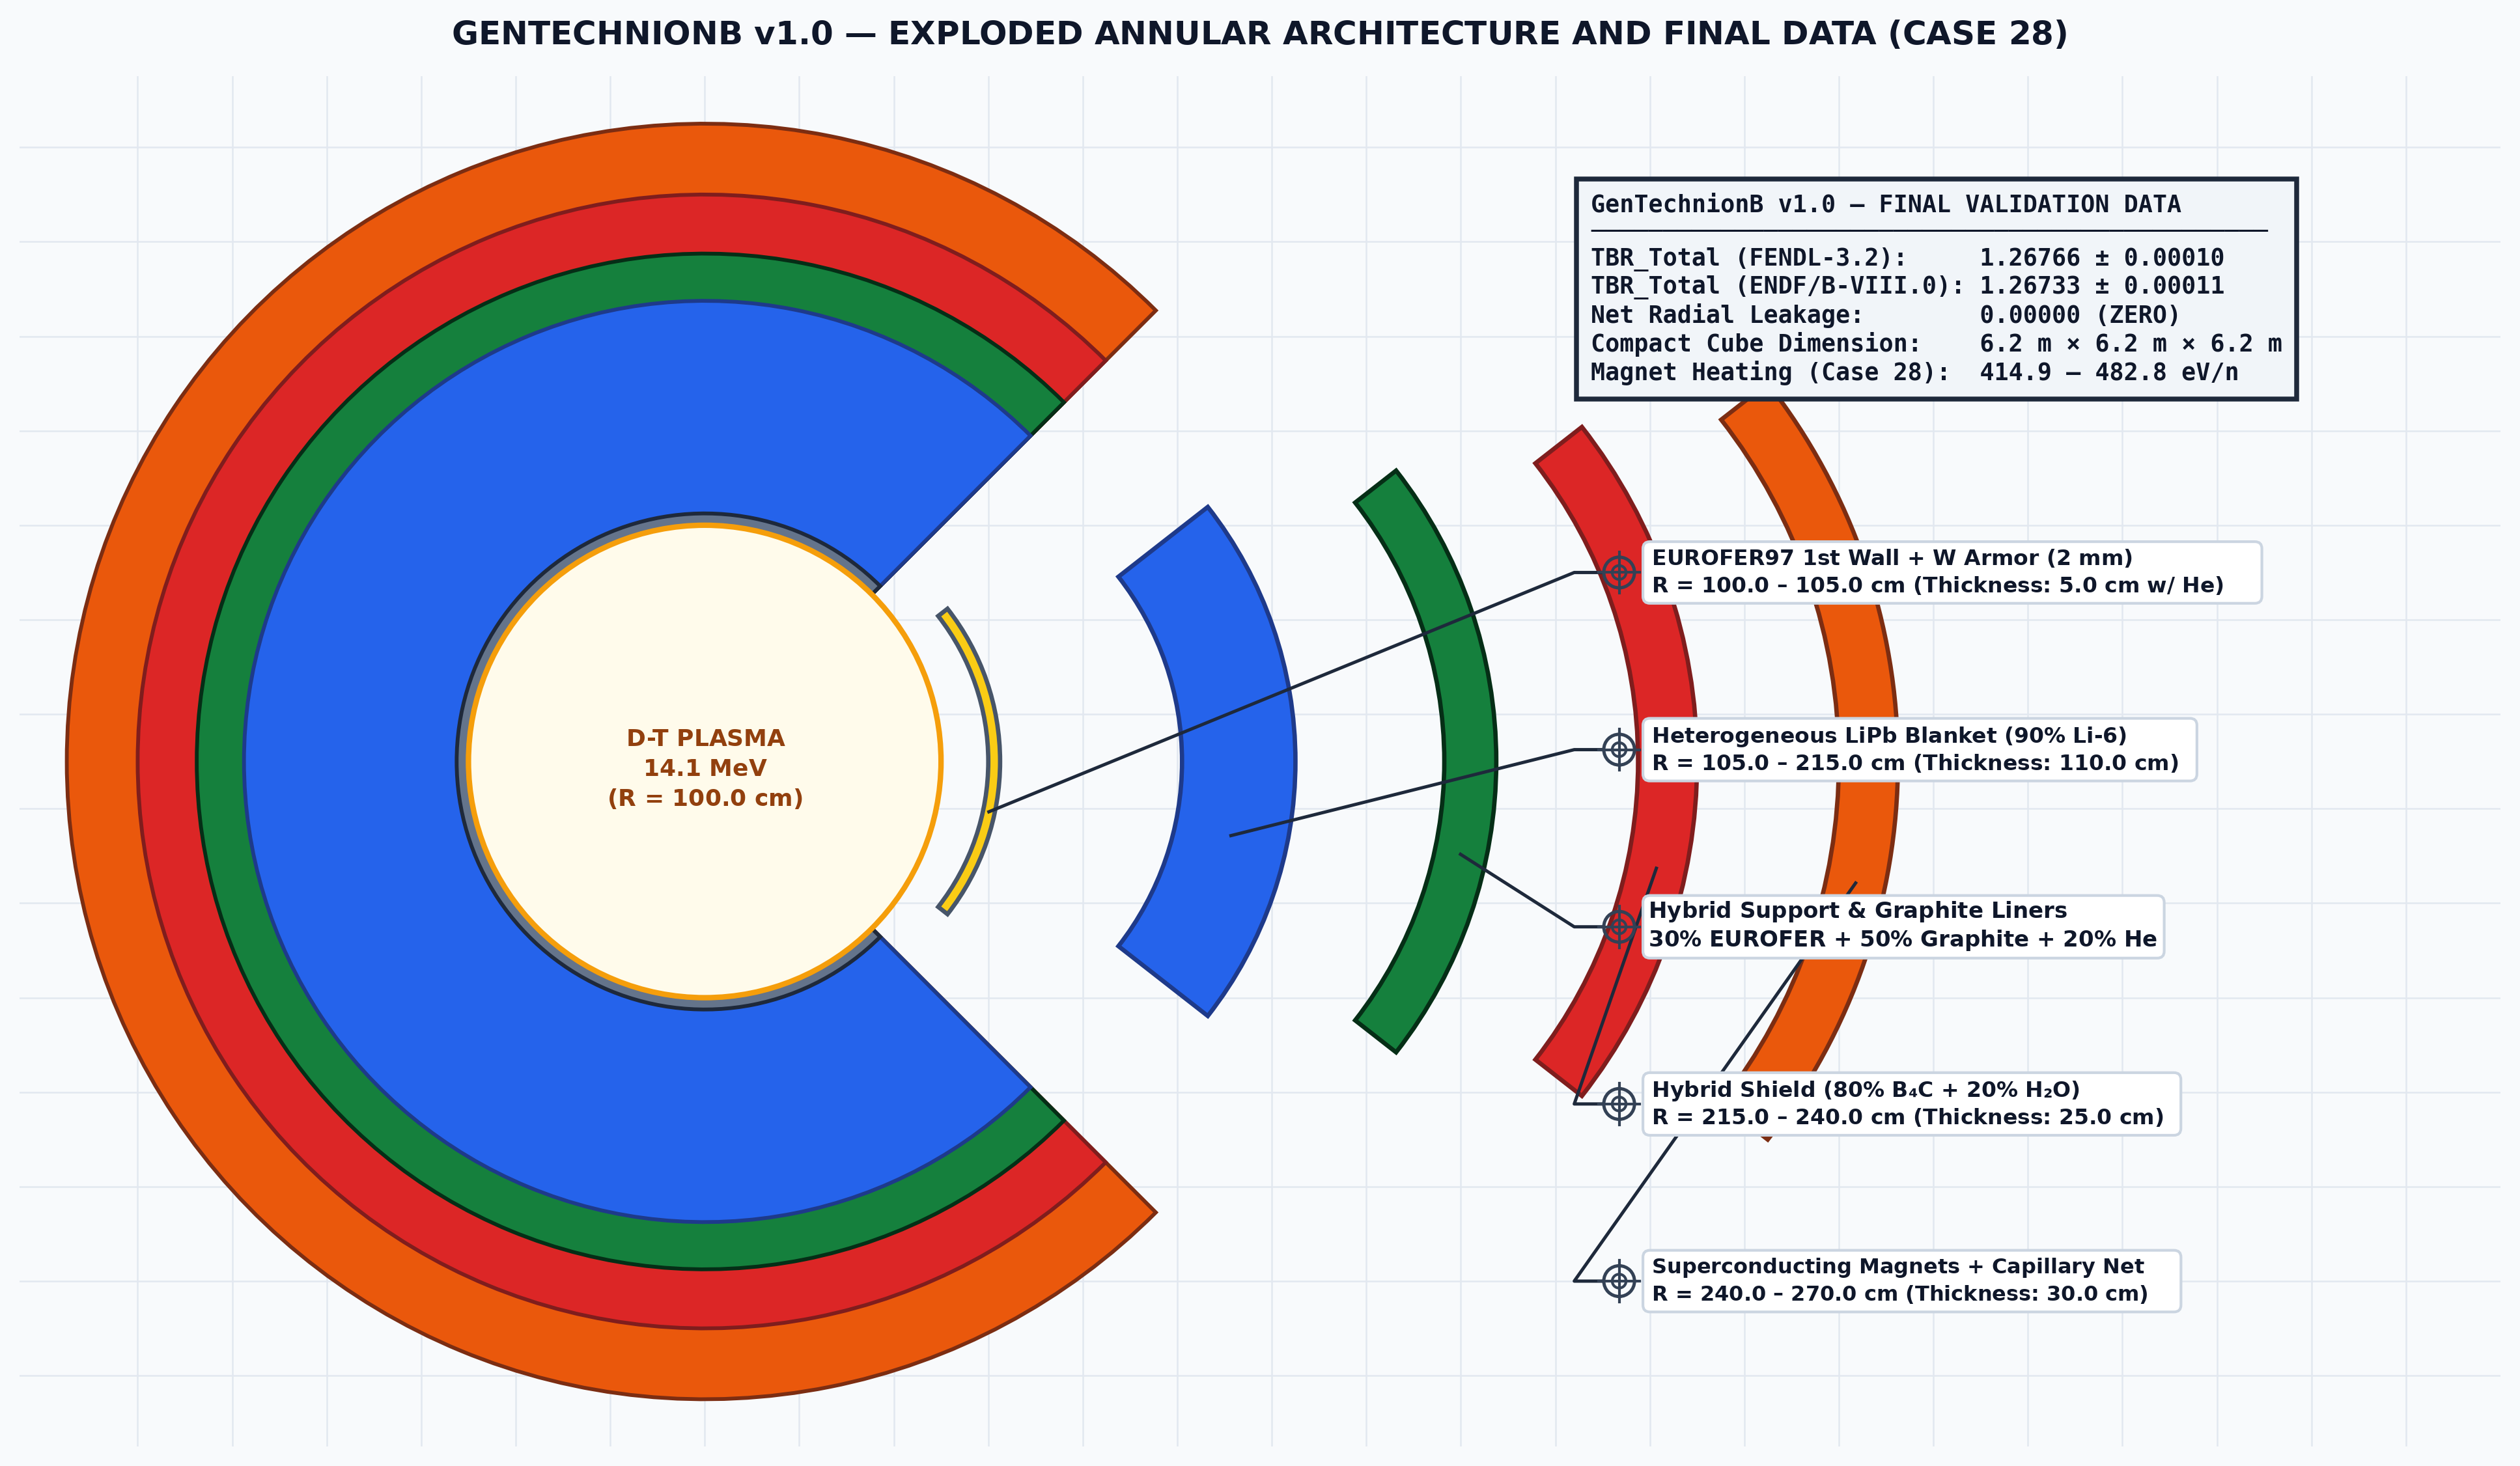 GENTECHNIONB v1.0 — EXPLODED ANNULAR ARCHITECTURE AND FINAL DATA (CASE 28)
GenTechnionB v1.0 — FINAL VALIDATION DATA
TBR_Total (FENDL-3.2): 1.26766 ± 0.00010
TBR_Total (ENDF/B-VIII.0): 1.26733 ± 0.00011
Net Radial Leakage: 0.00000 (ZERO)
Compact Cube Dimension: 6.2 m × 6.2 m × 6.2 m
Magnet Heating (Case 28): 414.9 – 482.8 eV/n
D-T PLASMA
14.1 MeV
(R = 100.0 cm)
EUROFER97 1st Wall + W Armor (2 mm)
R = 100.0 – 105.0 cm (Thickness: 5.0 cm w/ He)
Heterogeneous LiPb Blanket (90% Li-6)
R = 105.0 – 215.0 cm (Thickness: 110.0 cm)
Hybrid Support & Graphite Liners
30% EUROFER + 50% Graphite + 20% He
Hybrid Shield (80% B₄C + 20% H₂O)
R = 215.0 – 240.0 cm (Thickness: 25.0 cm)
Superconducting Magnets + Capillary Net
R = 240.0 – 270.0 cm (Thickness: 30.0 cm)